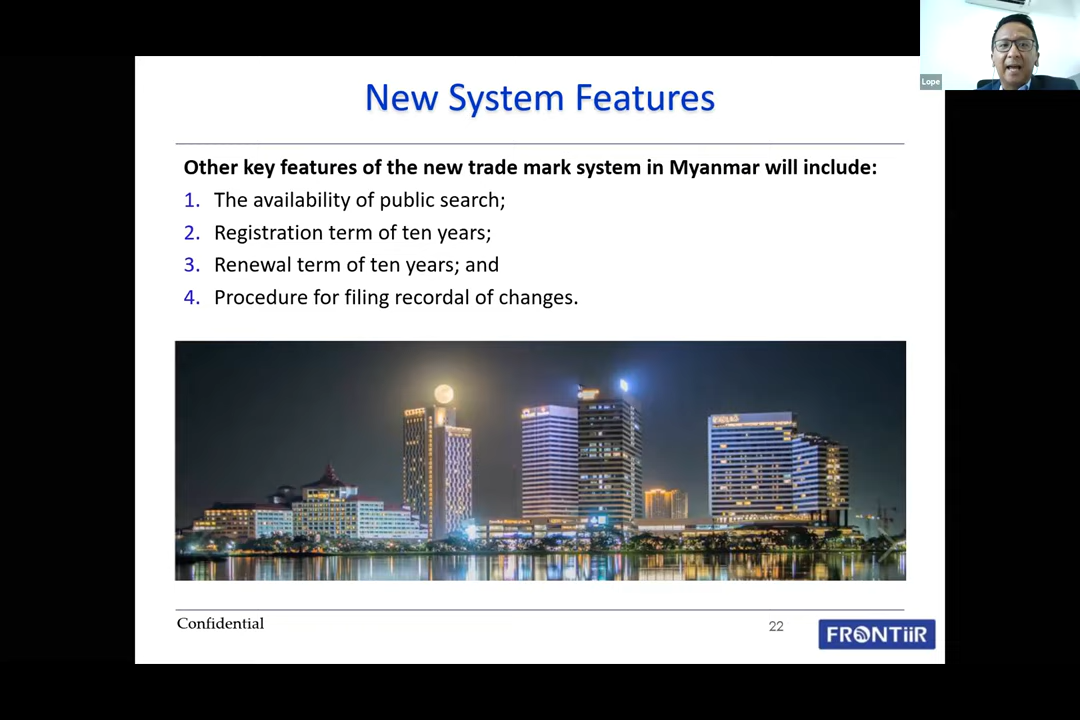 Lope
New System Features
Other key features of the new trade mark system in Myanmar will include:
1. The availability of public search;
2. Registration term of ten years;
3. Renewal term of ten years; and
4. Procedure for filing recordal of changes.
Confidential
22
FRONTiiR